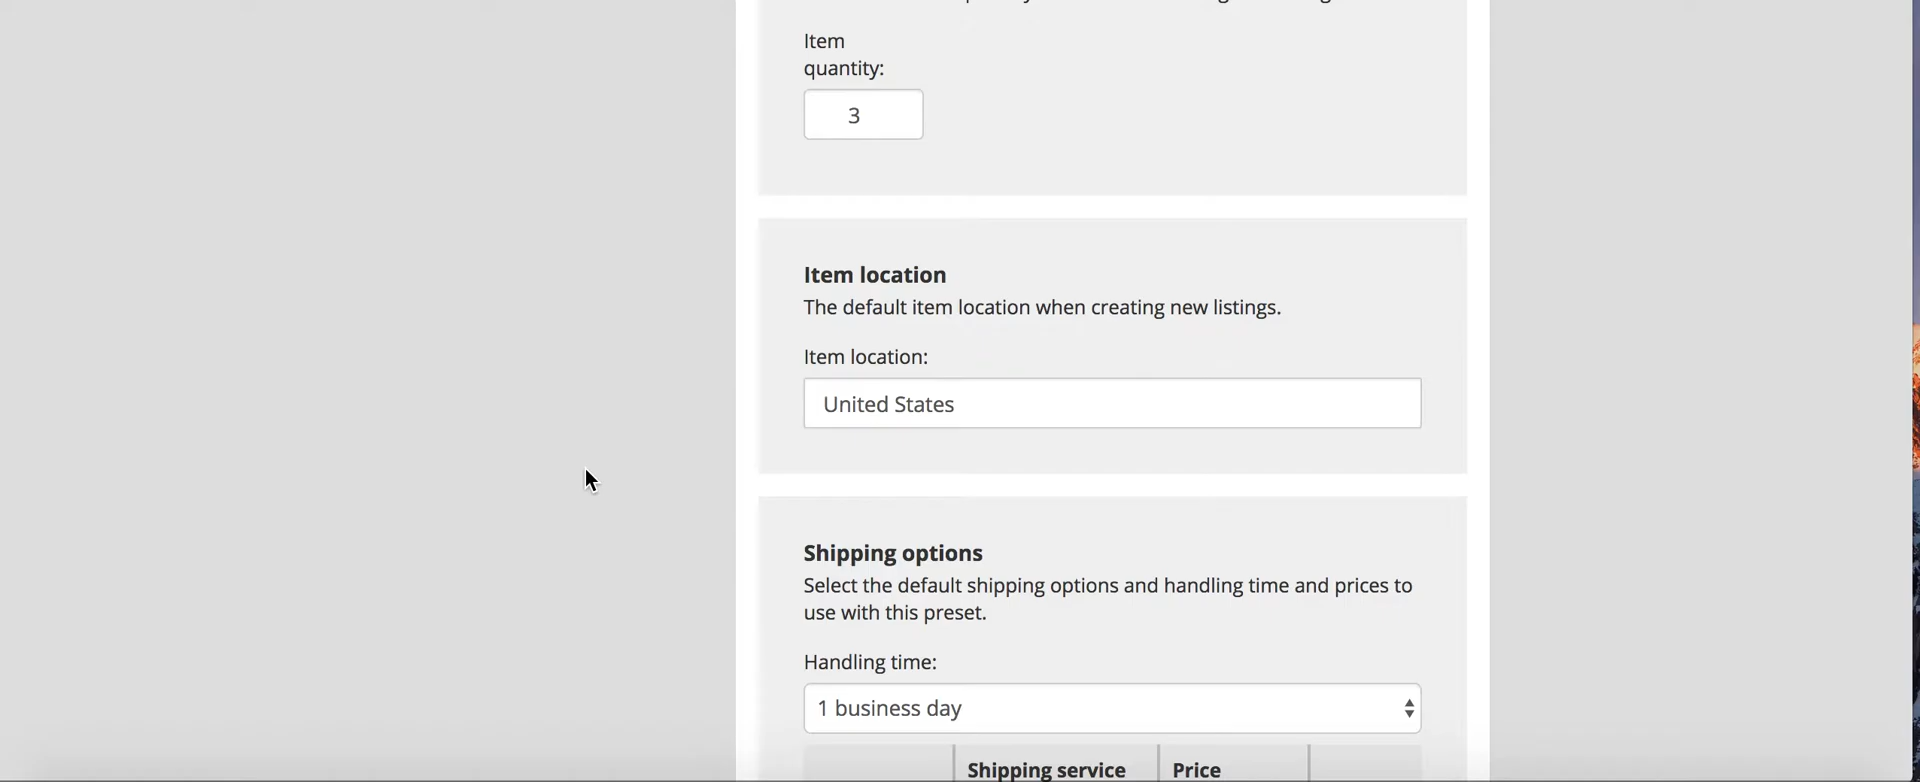 Item
quantity:
3
Item location
The default item location when creating new listings.
Item location:
United States
Shipping options
Select the default shipping options and handling time and prices to
use with this preset.
Handling time:
1 business day
Shipping service Price